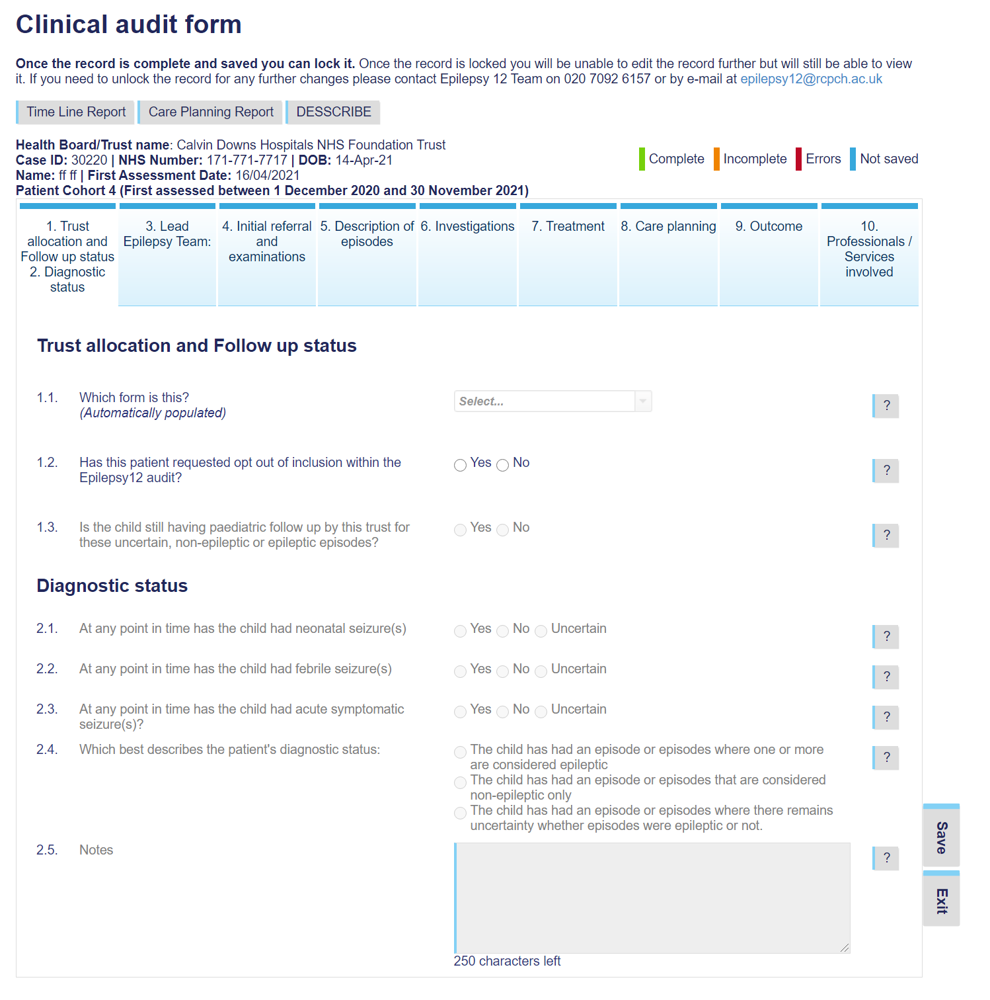 Clinical audit form
Once the record is complete and saved you can lock it. Once the record is locked you will be unable to edit the record further but will still be able to view
it. If you need to unlock the record for any further changes please contact Epilepsy 12 Team on 020 7092 6157 or by e-mail at epilepsy12@rcpch.ac.uk
Time Line Report Care Planning Report DESSCRIBE
Health Board/Trust name: Calvin Downs Hospitals NHS Foundation Trust
Case ID: 30220 | NHS Number: 171-771-7717 | DOB: 14-Apr-21
Name: ff ff | First Assessment Date: 16/04/2021
Patient Cohort 4 (First assessed between 1 December 2020 and 30 November 2021)
Complete Incomplete Errors Not saved
1. Trust
allocation and
Follow up status
2. Diagnostic
status
3. Lead
Epilepsy Team:
4. Initial referral
and
examinations
5. Description of
episodes
6. Investigations
7. Treatment
8. Care planning
9. Outcome
10.
Professionals /
Services
involved
Trust allocation and Follow up status
1.1. Which form is this? Select... ?
(Automatically populated)
1.2. Has this patient requested opt out of inclusion within the Yes No ?
Epilepsy12 audit?
1.3. Is the child still having paediatric follow up by this trust for Yes No ?
these uncertain, non-epileptic or epileptic episodes?
Diagnostic status
2.1. At any point in time has the child had neonatal seizure(s) Yes No Uncertain ?
2.2. At any point in time has the child had febrile seizure(s) Yes No Uncertain ?
2.3. At any point in time has the child had acute symptomatic Yes No Uncertain ?
seizure(s)?
2.4. Which best describes the patient's diagnostic status: The child has had an episode or episodes where one or more ?
are considered epileptic
The child has had an episode or episodes that are considered
non-epileptic only
The child has had an episode or episodes where there remains
uncertainty whether episodes were epileptic or not.
2.5. Notes ?
250 characters left
Save
Exit